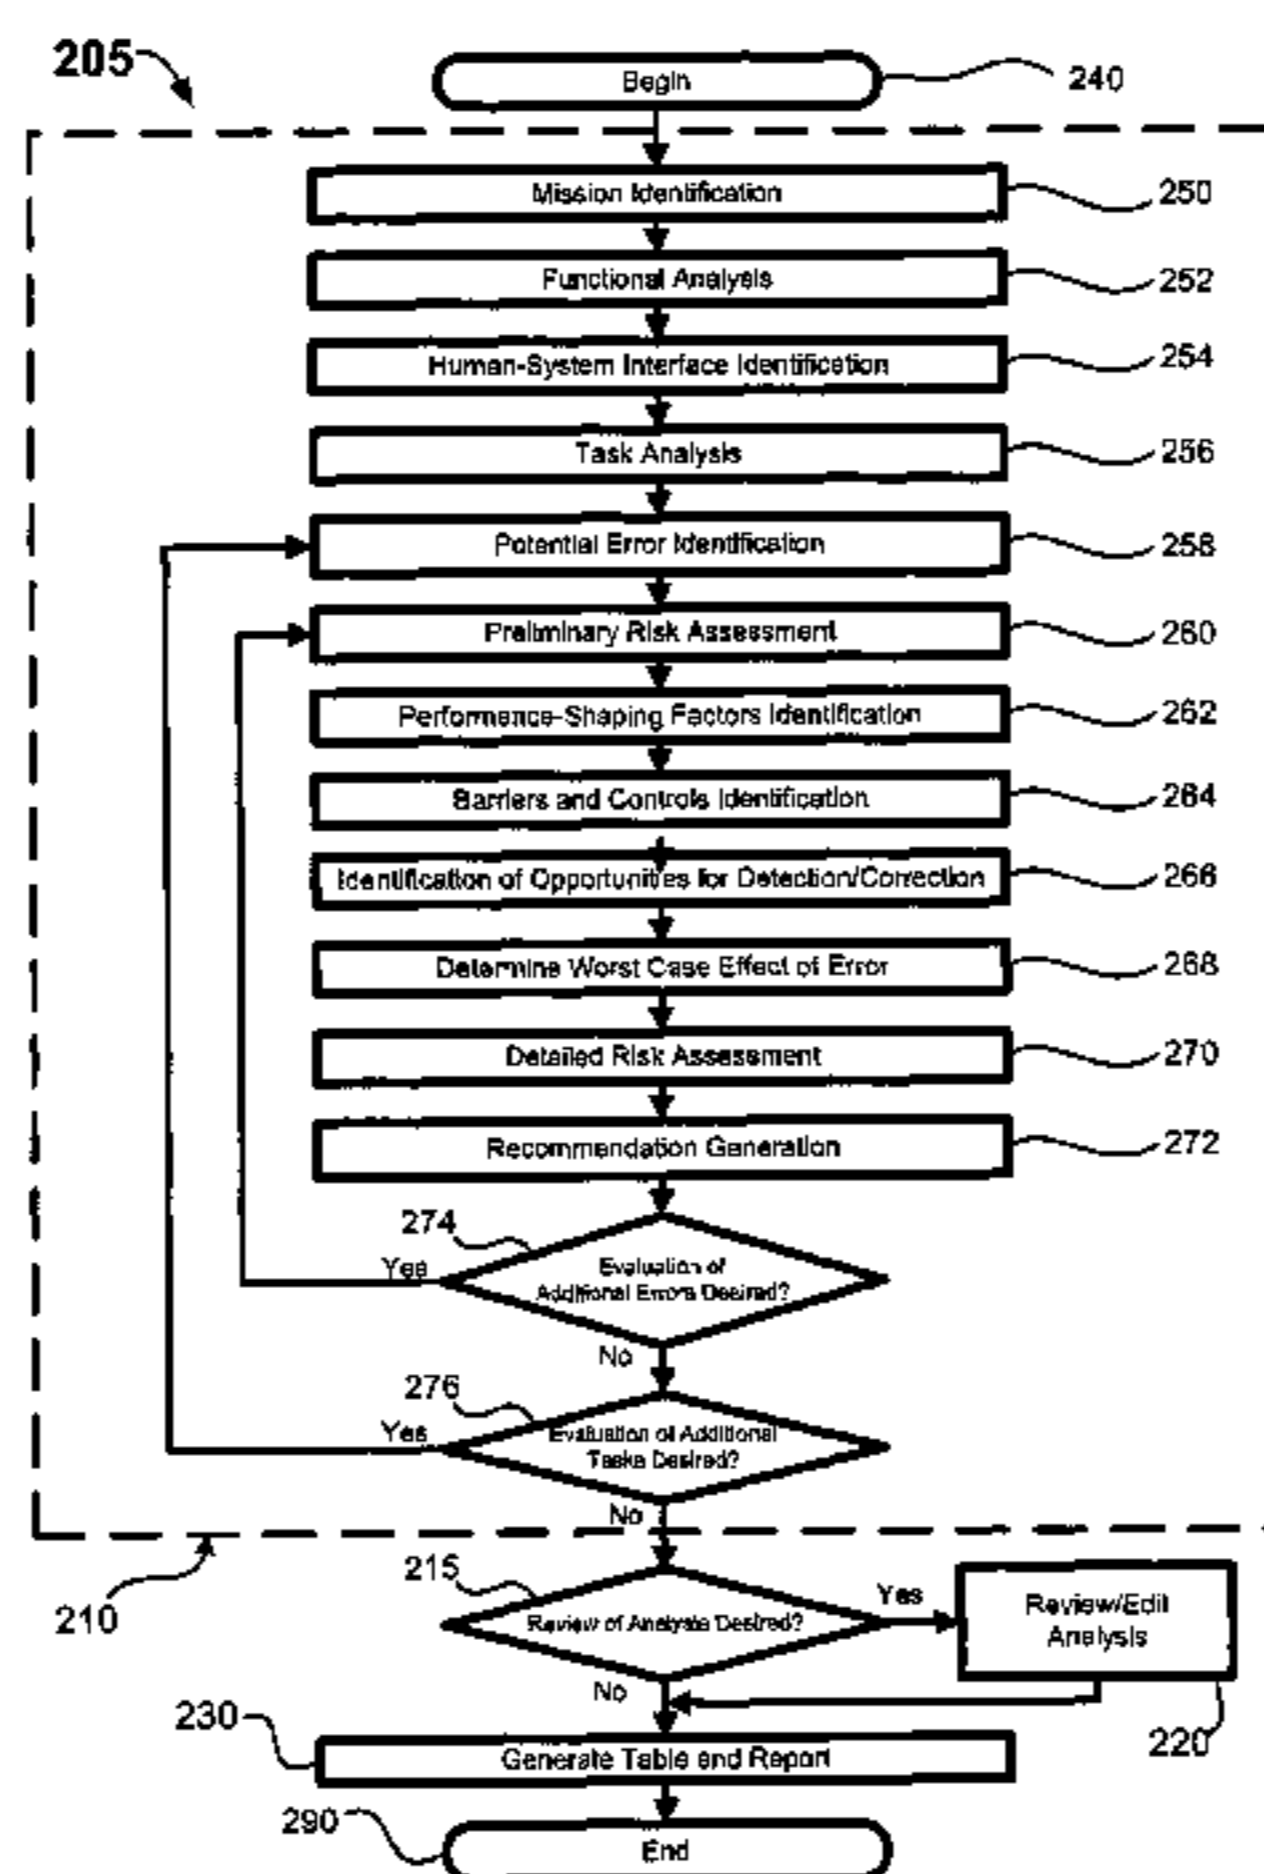 205
Begin
240
Mission Identification
250
Functional Analysis
252
Human-System Interface Identification
254
Task Analysis
256
Potential Error Identification
258
Preliminary Risk Assessment
260
Performance-Shaping Factors Identification
262
Barriers and Controls Identification
264
Identification of Opportunities for Detection/Correction
266
Determine Worst Case Effect of Error
268
Detailed Risk Assessment
270
Recommendation Generation
272
274
Yes
Evaluation of
Additional Errors Desired?
No
276
Yes
Evaluation of Additional
Tasks Desired?
No
210
215
Review of Analysis Desired?
Yes
Review/Edit
Analysis
No
220
230
Generate Table and Report
290
End